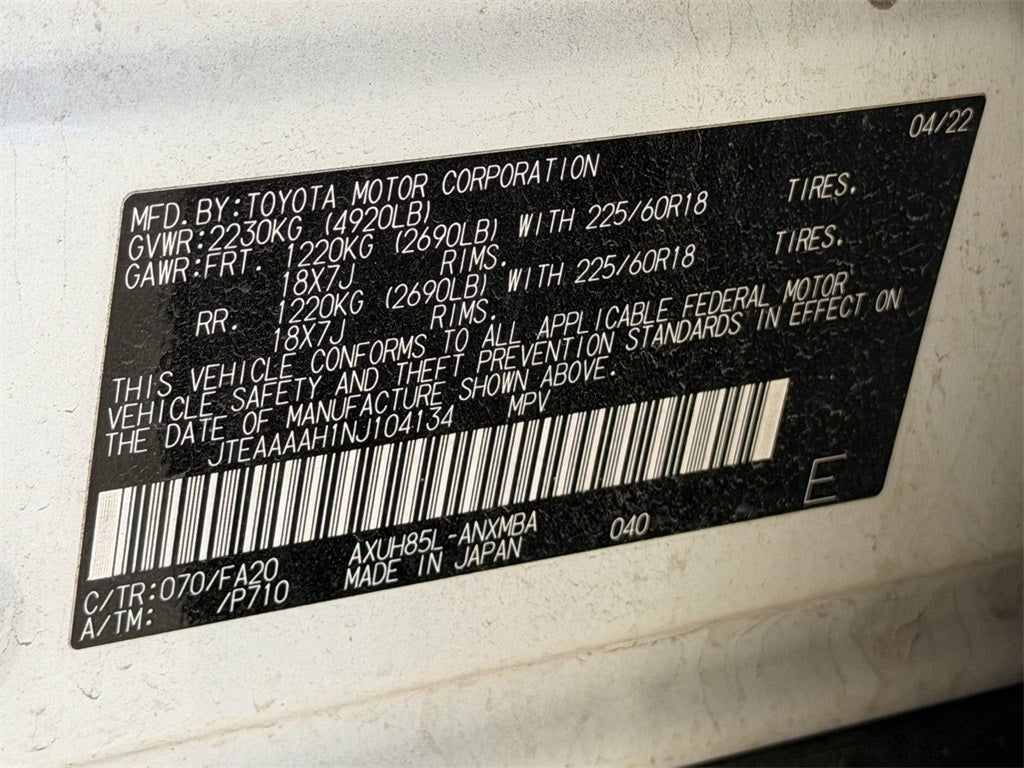 04/22
MFD.BY:TOYOTA MOTOR CORPORATION
GVWR:2230KG (4920LB)
GAWR:FRT. 1220KG (2690LB) WITH 225/60R18 TIRES.
18X7J RIMS.
RR. 1220KG (2690LB) WITH 225/60R18 TIRES.
18X7J RIMS.
THIS VEHICLE CONFORMS TO ALL APPLICABLE FEDERAL MOTOR
VEHICLE SAFETY AND THEFT PREVENTION STANDARDS IN EFFECT ON
THE DATE OF MANUFACTURE SHOWN ABOVE.
JTEAAAAH1NJ104134 MPV
E
C/TR:070/FA20 AXUH85L-ANXMBA 040
A/TM: /P710 MADE IN JAPAN